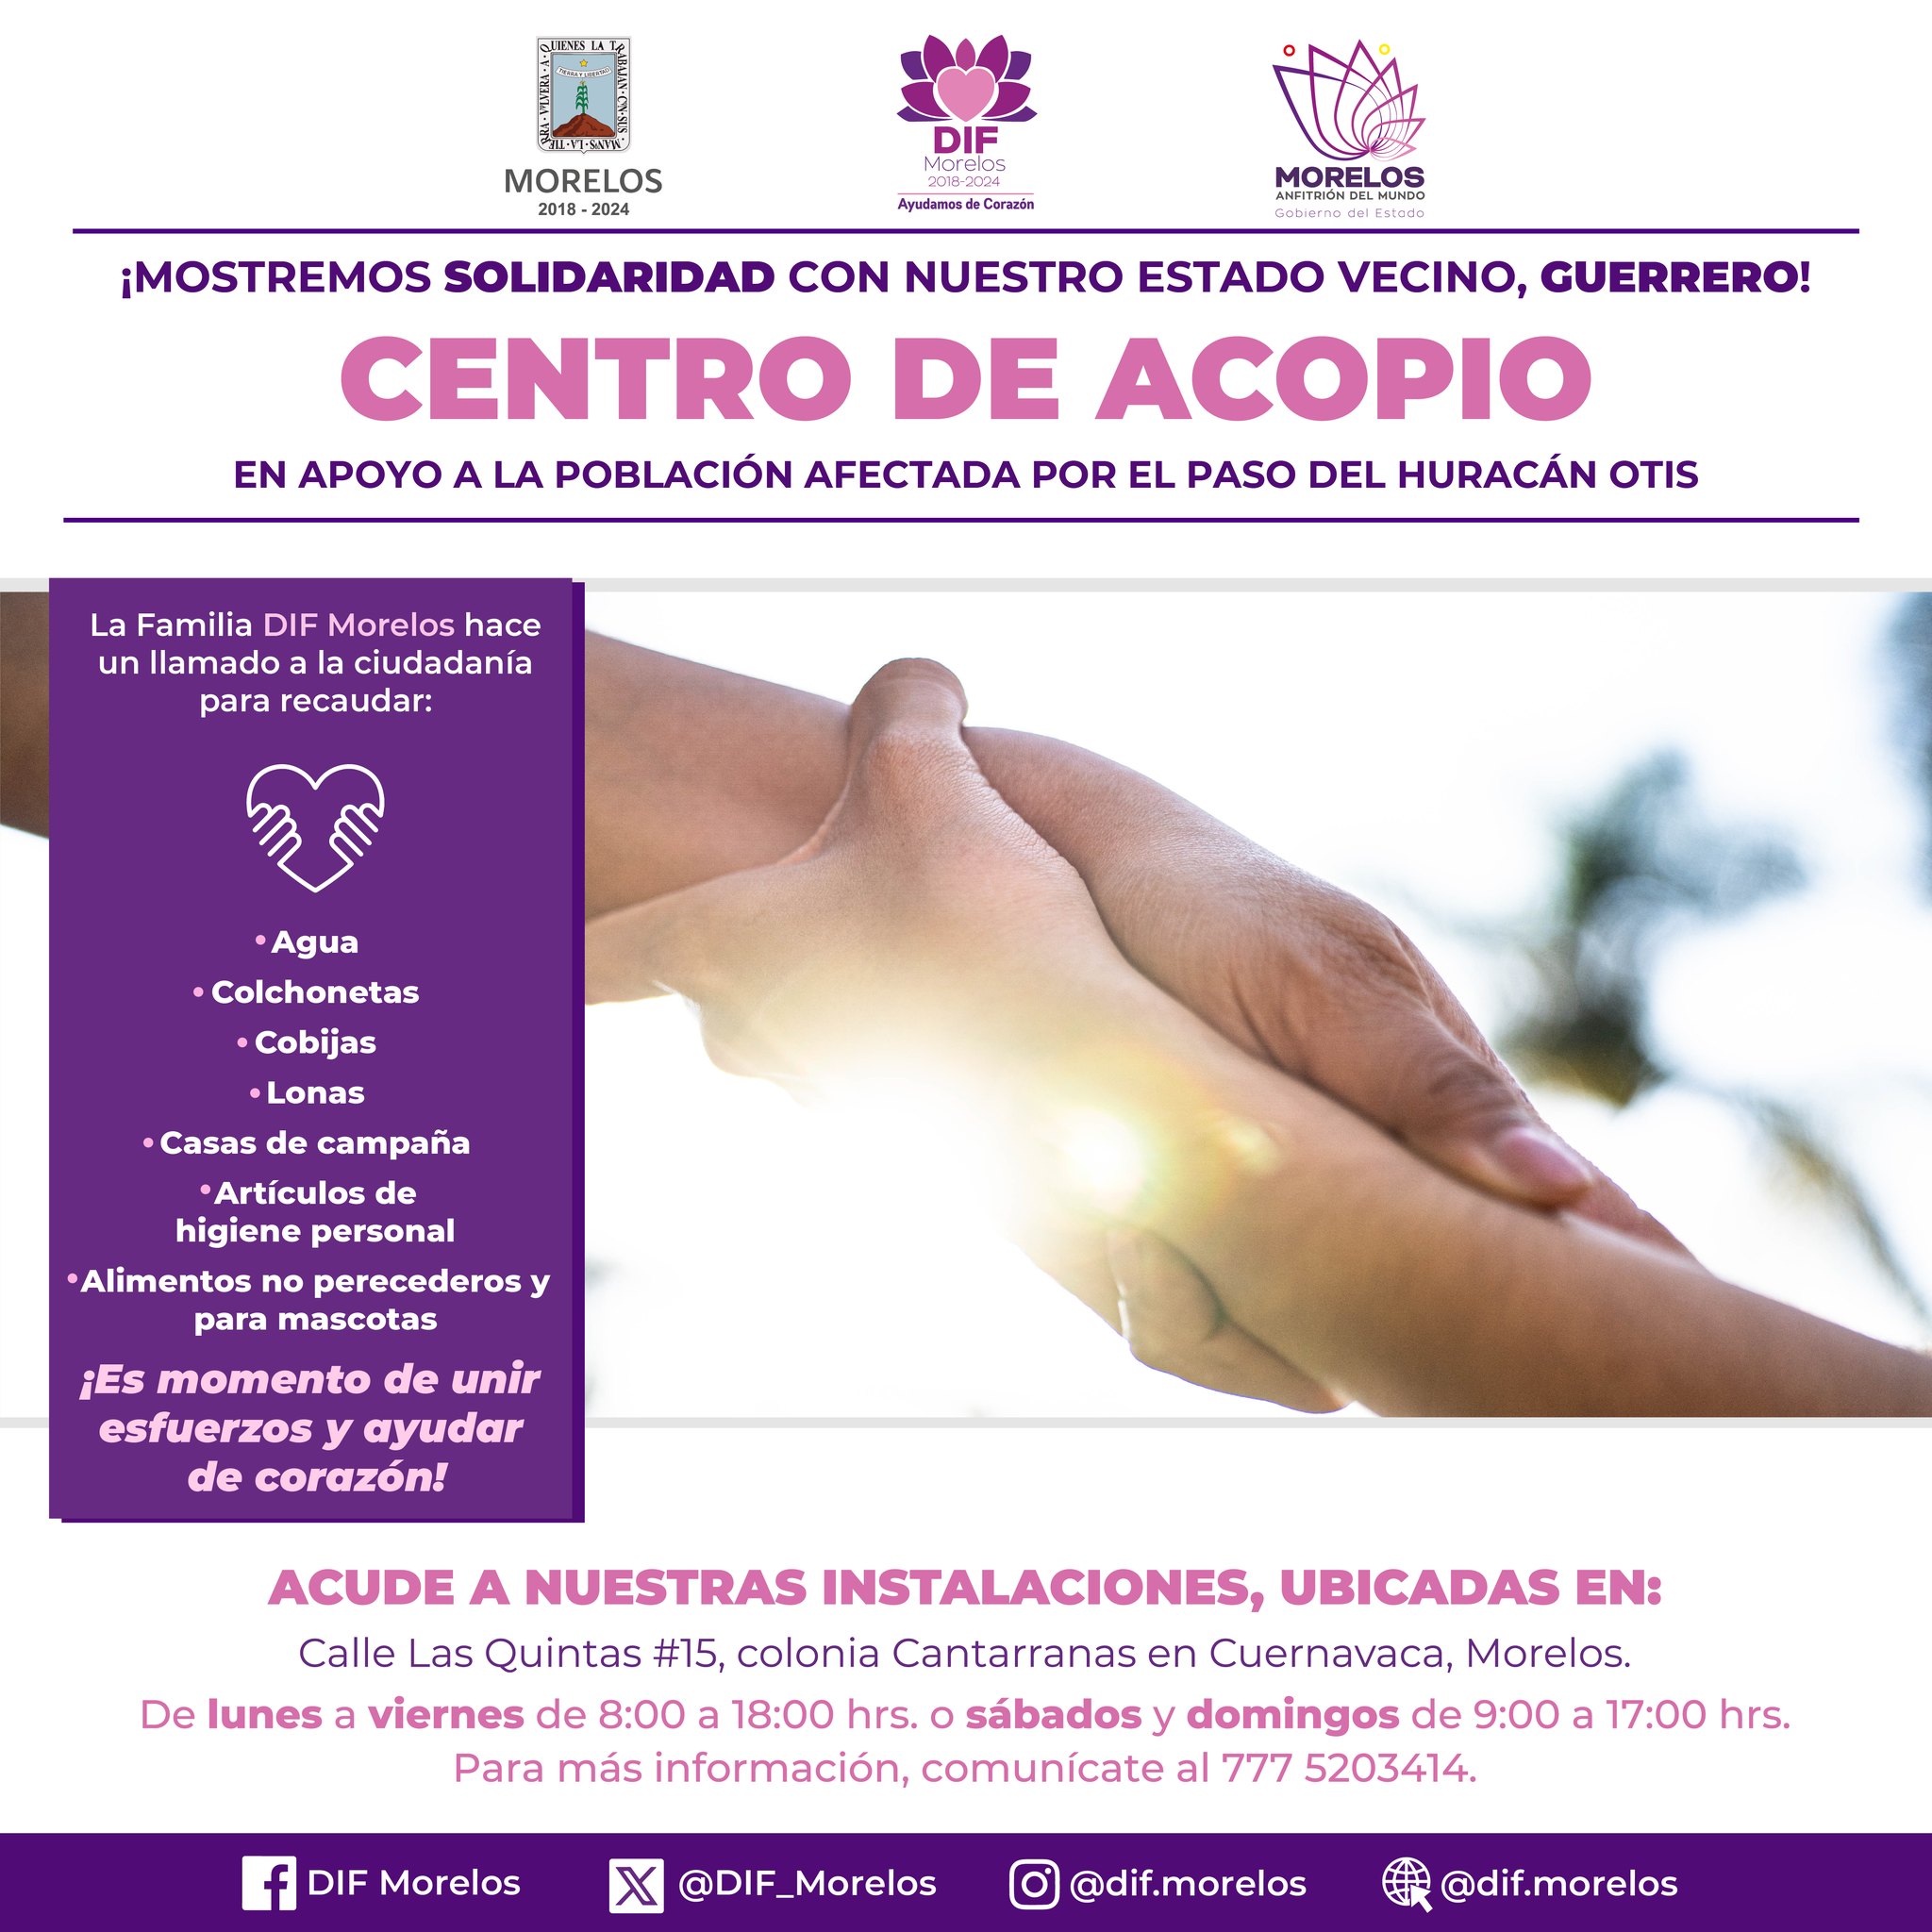 TIERRA Y LIBERTAD
MORELOS
2018 - 2024
DIF
Morelos
2018-2024
Ayudamos de Corazón
MORELOS
ANFITRIÓN DEL MUNDO
Gobierno del Estado
¡MOSTREMOS SOLIDARIDAD CON NUESTRO ESTADO VECINO, GUERRERO!
CENTRO DE ACOPIO
EN APOYO A LA POBLACIÓN AFECTADA POR EL PASO DEL HURACÁN OTIS
La Familia DIF Morelos hace
un llamado a la ciudadanía
para recaudar:
• Agua
• Colchonetas
• Cobijas
• Lonas
• Casas de campaña
• Artículos de
higiene personal
• Alimentos no perecederos y
para mascotas
¡Es momento de unir
esfuerzos y ayudar
de corazón!
ACUDE A NUESTRAS INSTALACIONES, UBICADAS EN:
Calle Las Quintas #15, colonia Cantarranas en Cuernavaca, Morelos.
De lunes a viernes de 8:00 a 18:00 hrs. o sábados y domingos de 9:00 a 17:00 hrs.
Para más información, comunícate al 777 5203414.
DIF Morelos
@DIF_Morelos
@dif.morelos
@dif.morelos